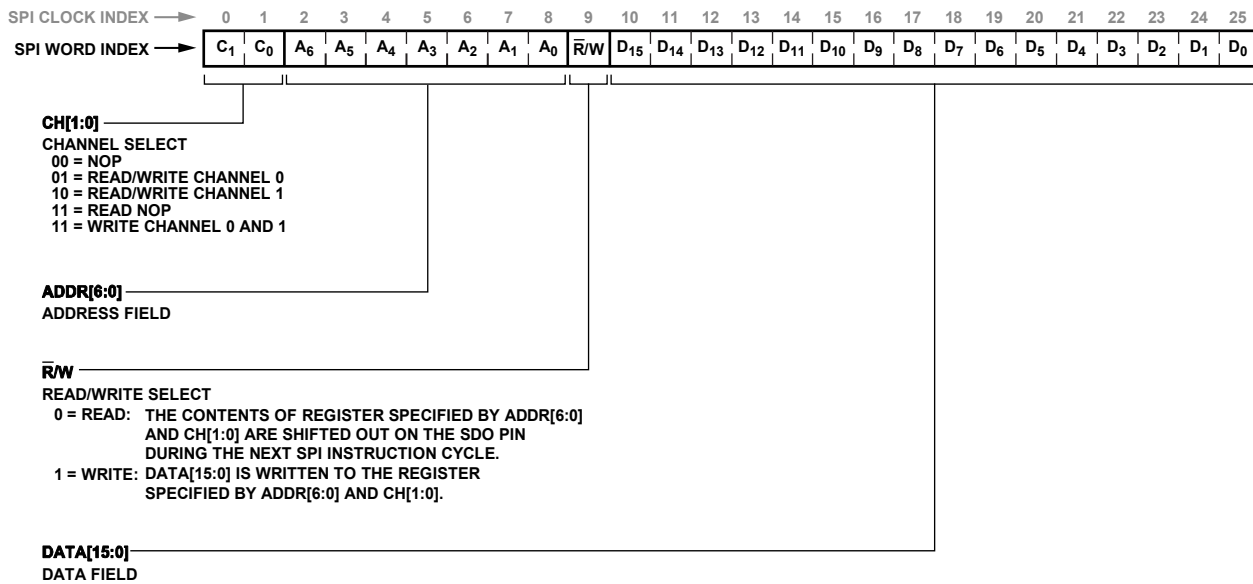 SPI CLOCK INDEX 0 1 2 3 4 5 6 7 8 9 10 11 12 13 14 15 16 17 18 19 20 21 22 23 24 25
SPI WORD INDEX C1 C0 A6 A5 A4 A3 A2 A1 A0 R̅/W D15 D14 D13 D12 D11 D10 D9 D8 D7 D6 D5 D4 D3 D2 D1 D0
CH[1:0]
CHANNEL SELECT
00 = NOP
01 = READ/WRITE CHANNEL 0
10 = READ/WRITE CHANNEL 1
11 = READ NOP
11 = WRITE CHANNEL 0 AND 1
ADDR[6:0]
ADDRESS FIELD
R̅/W
READ/WRITE SELECT
0 = READ: THE CONTENTS OF REGISTER SPECIFIED BY ADDR[6:0]
AND CH[1:0] ARE SHIFTED OUT ON THE SDO PIN
DURING THE NEXT SPI INSTRUCTION CYCLE.
1 = WRITE: DATA[15:0] IS WRITTEN TO THE REGISTER
SPECIFIED BY ADDR[6:0] AND CH[1:0].
DATA[15:0]
DATA FIELD